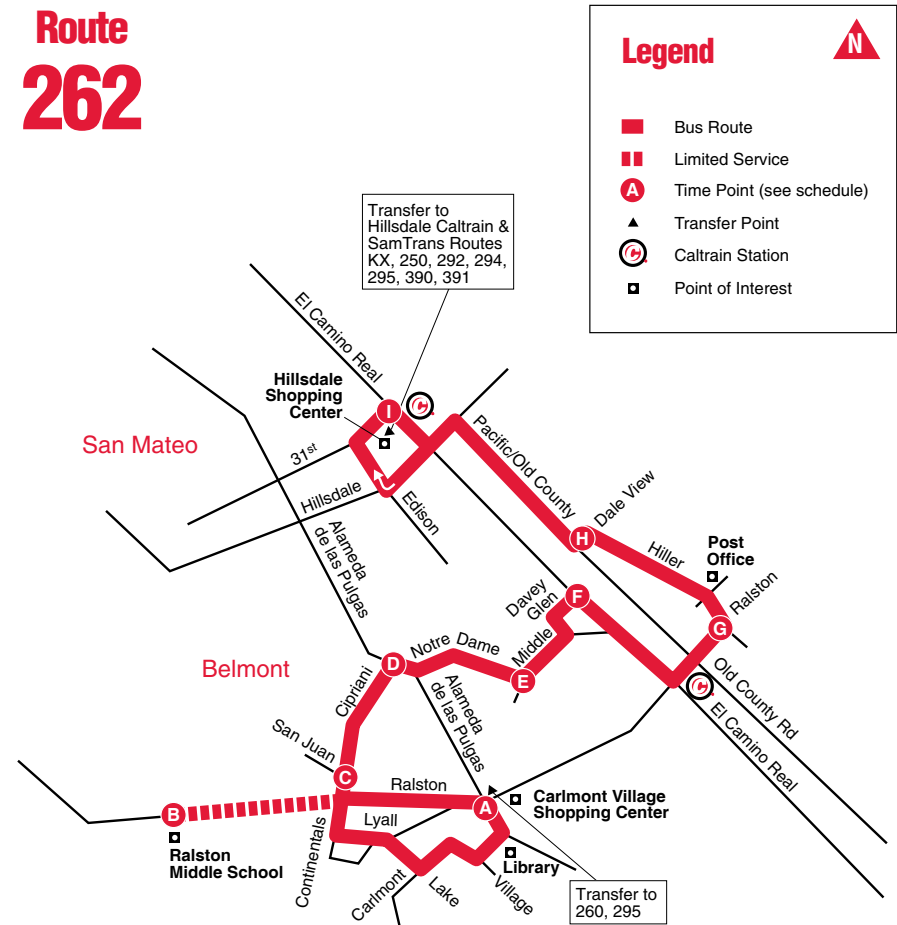 Route
262
Legend
N
Bus Route
Limited Service
A
Time Point (see schedule)
Transfer Point
C
Caltrain Station
Point of Interest
Transfer to
Hillsdale Caltrain &
SamTrans Routes
KX, 250, 292, 294,
295, 390, 391
El Camino Real
Hillsdale
Shopping
Center
I
C
San Mateo
31st
Hillsdale
Edison
Pacific/Old County
Alameda
de las Pulgas
H
Dale View
Hiller
Post
Office
Ralston
G
Davey
Glen
F
Middle
E
Notre Dame
D
Belmont
Cipriani
Alameda
de las Pulgas
C
Old County Rd
El Camino Real
San Juan
C
Ralston
A
Carlmont Village
Shopping Center
B
Ralston
Middle School
Continentals
Lyall
Library
Carlmont
Lake
Village
Transfer to
260, 295